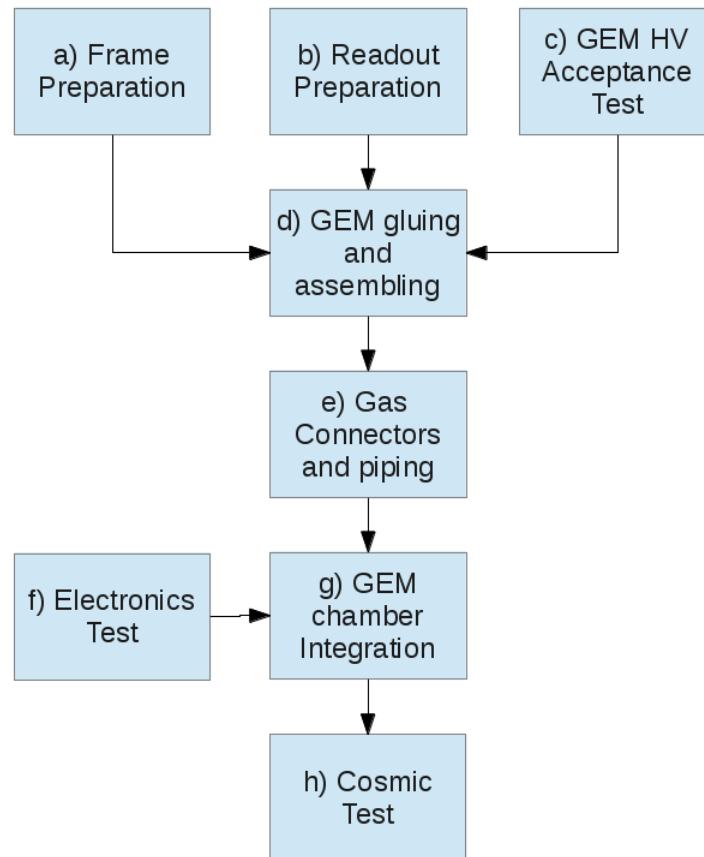 a) Frame
Preparation
b) Readout
Preparation
c) GEM HV
Acceptance
Test
d) GEM gluing
and
assembling
e) Gas
Connectors
and piping
f) Electronics
Test
g) GEM
chamber
Integration
h) Cosmic
Test